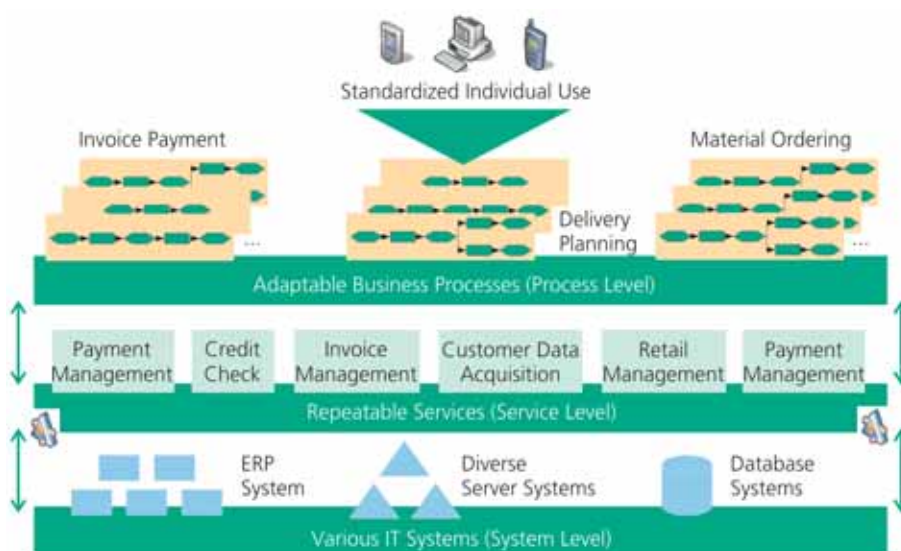 Standardized Individual Use
Invoice Payment
Material Ordering
Delivery
Planning
...
...
Adaptable Business Processes (Process Level)
Payment
Management
Credit
Check
Invoice
Management
Customer Data
Acquisition
Retail
Management
Payment
Management
Repeatable Services (Service Level)
ERP
System
Diverse
Server Systems
Database
Systems
Various IT Systems (System Level)